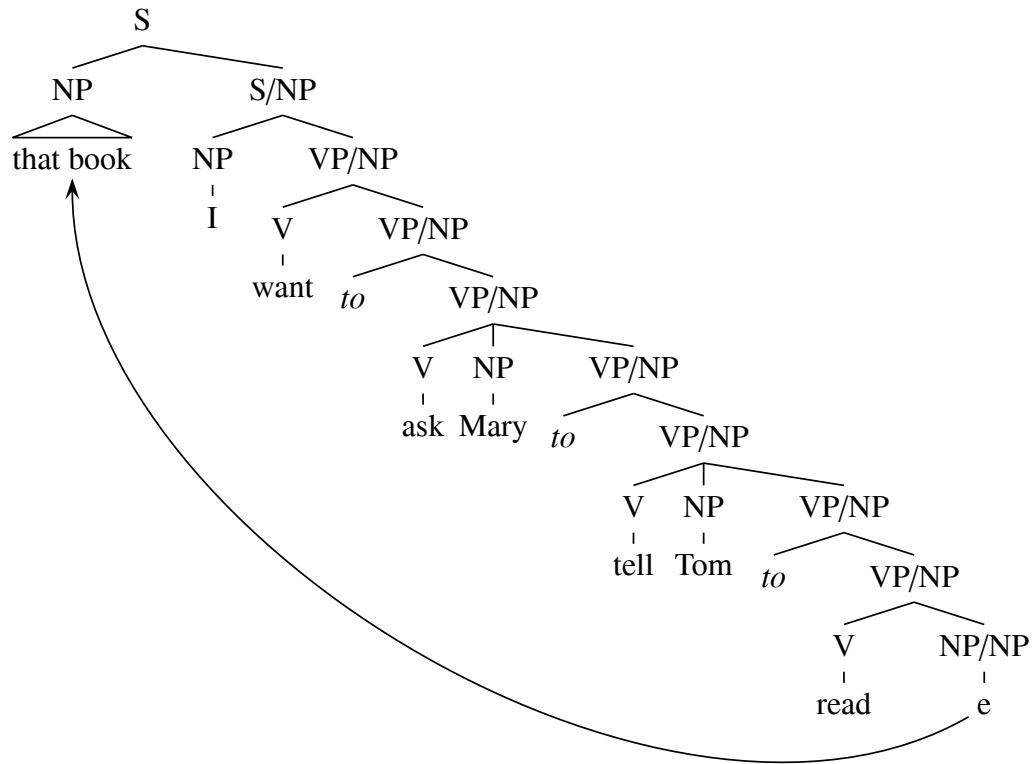 S
NP S/NP
that book NP VP/NP
I V VP/NP
want to VP/NP
V NP VP/NP
ask Mary to VP/NP
V NP VP/NP
tell Tom to VP/NP
V NP/NP
read e